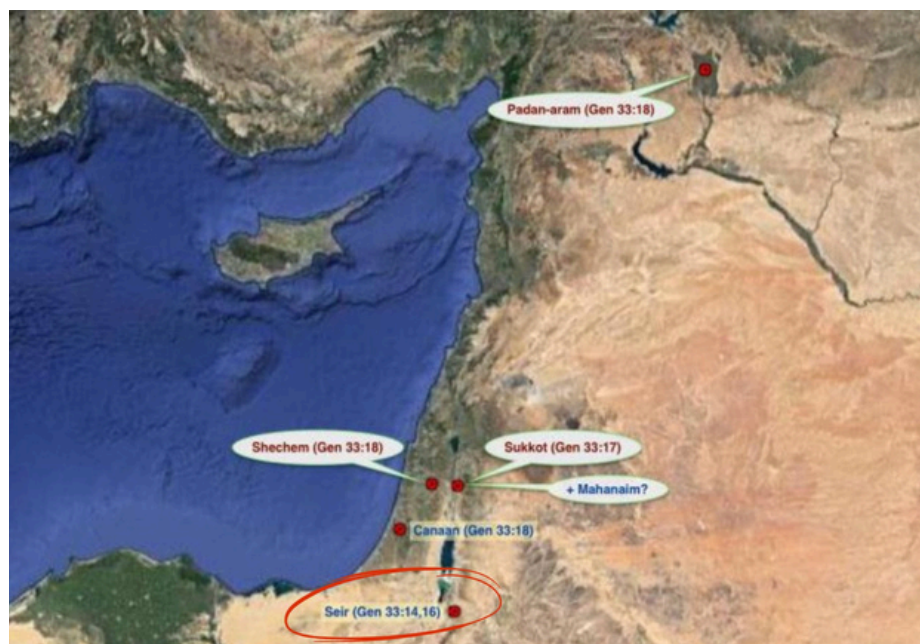 Padan-aram (Gen 33:18)
Shechem (Gen 33:18)
Sukkot (Gen 33:17)
+ Mahanaim?
Canaan (Gen 33:18)
Seir (Gen 33:14,16)